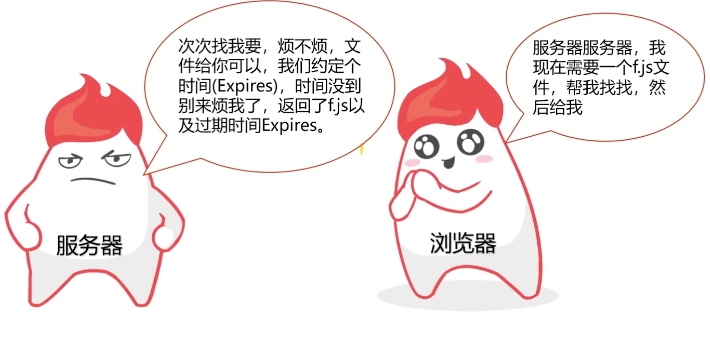 次次找我要，烦不烦，文
件给你可以，我们约定个
时间(Expires)，时间没到
别来烦我了，返回了f.js以
及过期时间Expires。
服务器
服务器服务器，我
现在需要一个f.js文
件，帮我找找，然
后给我
浏览器